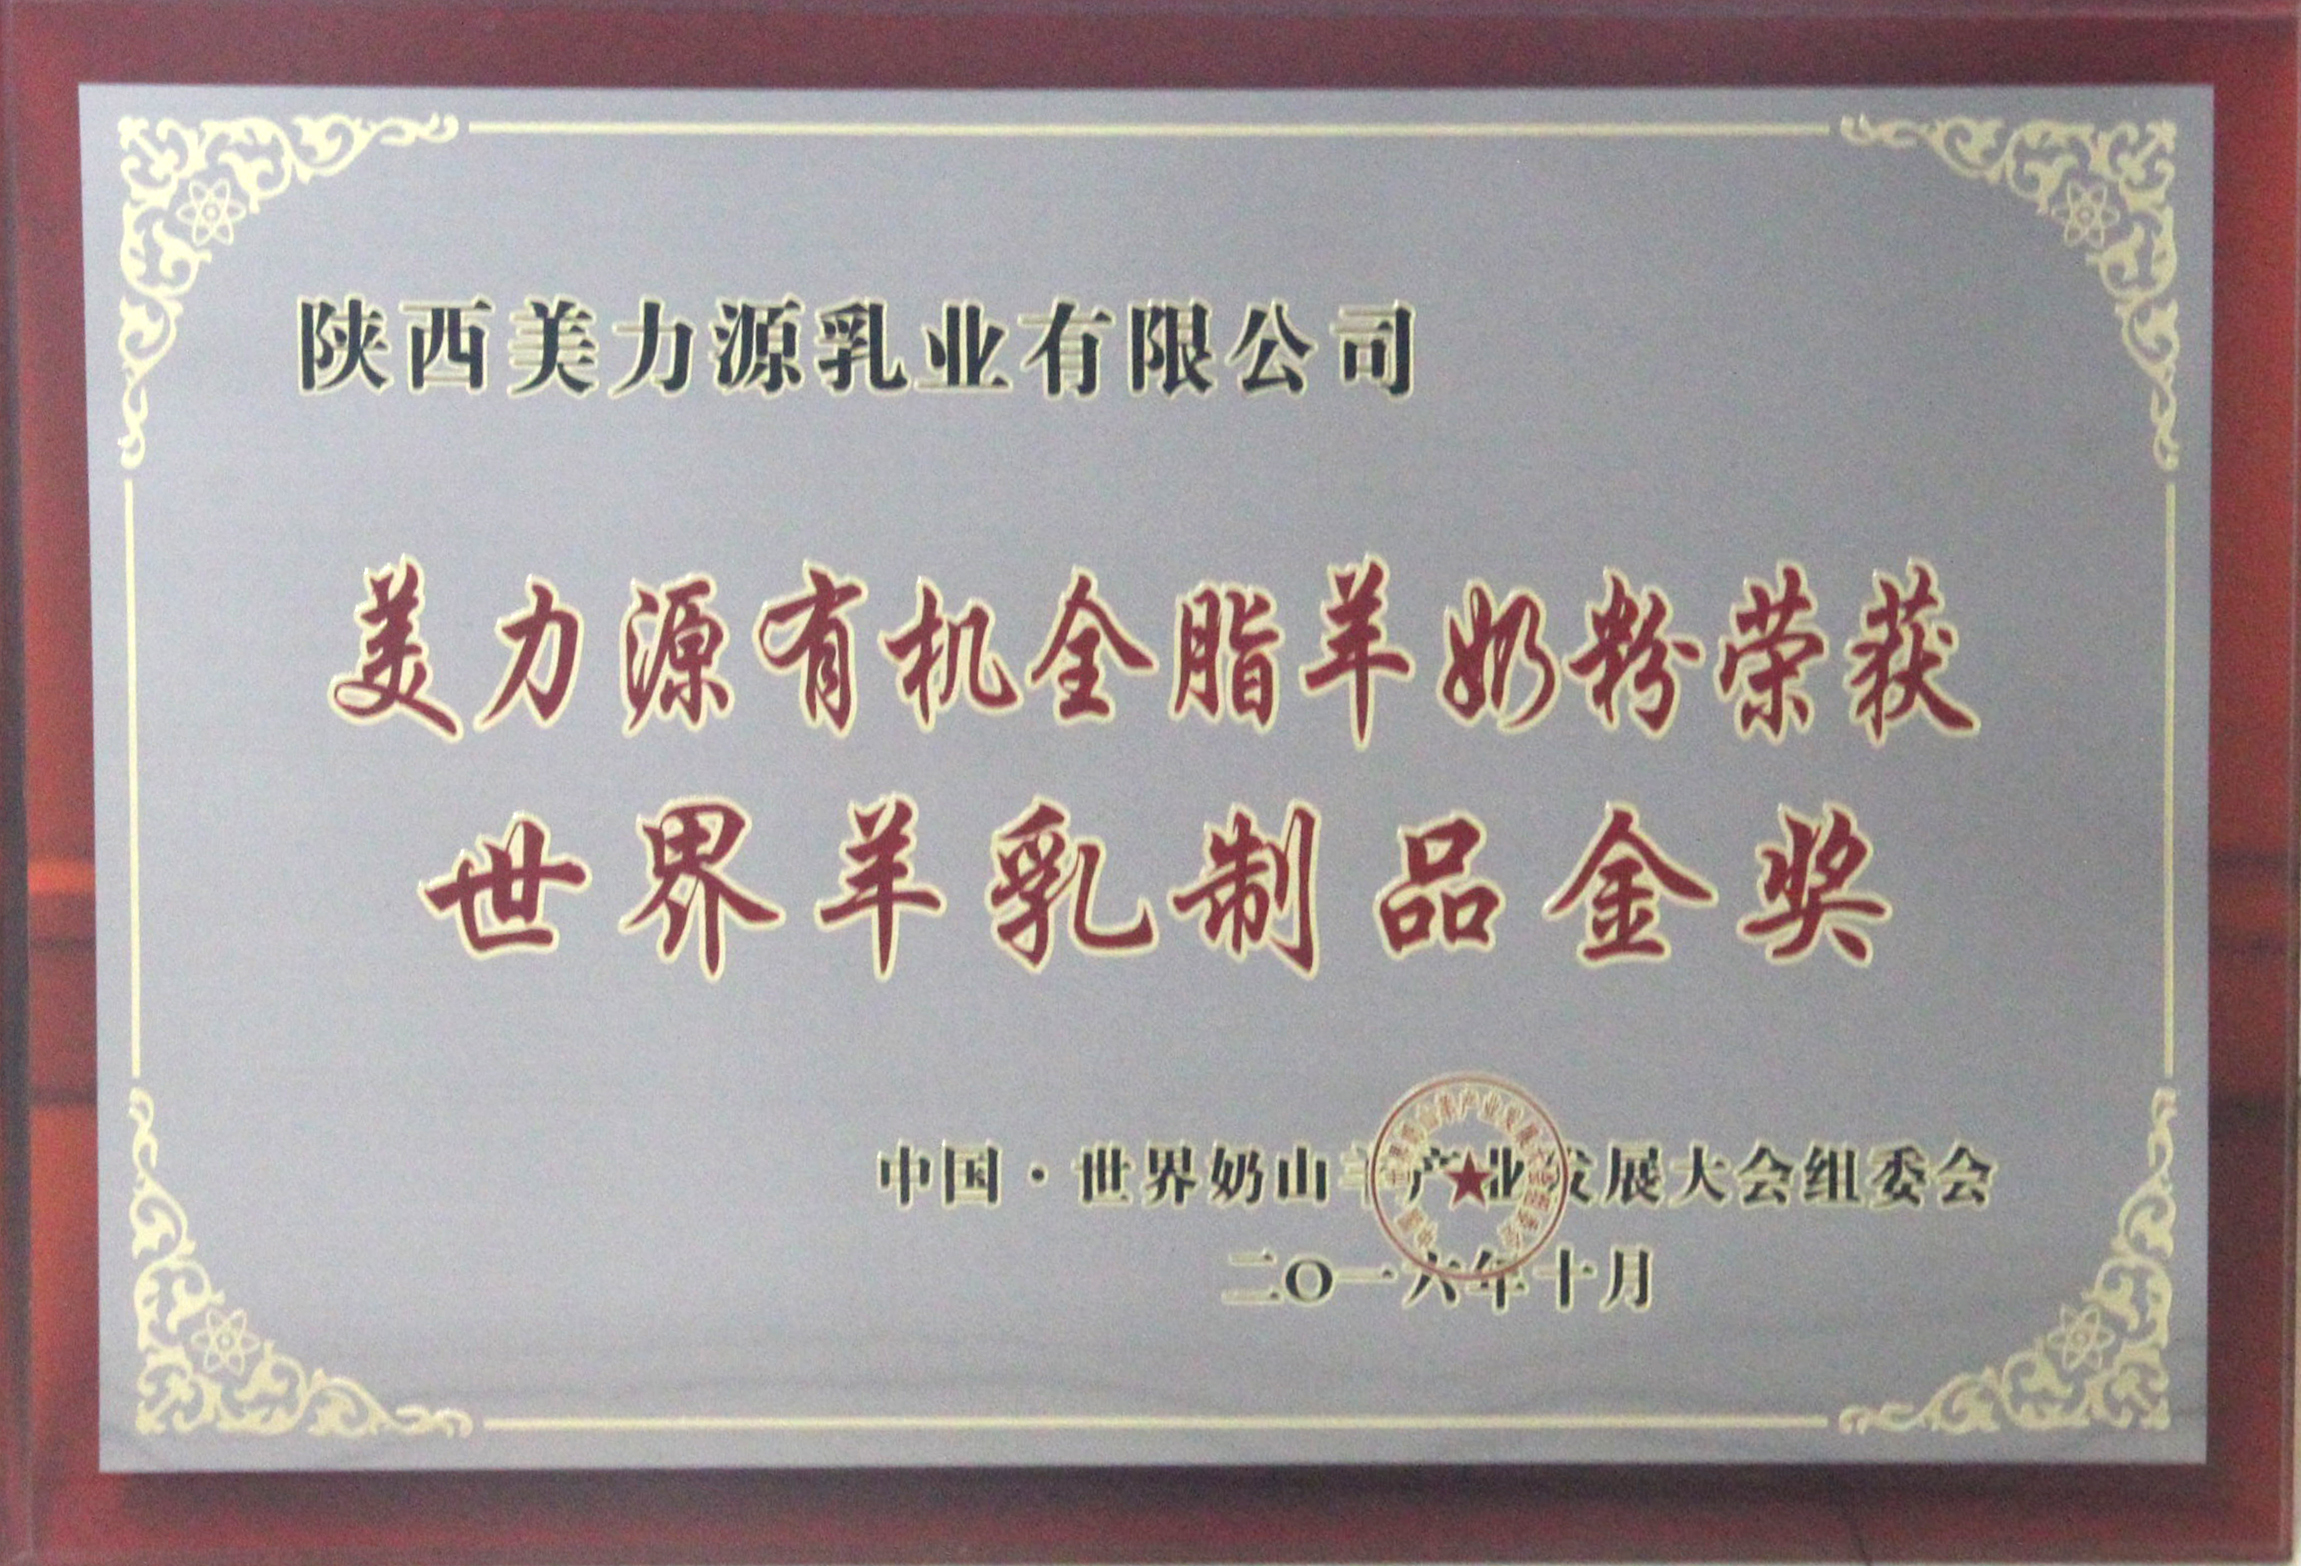 陕西美力源乳业有限公司
美力源有机全脂羊奶粉荣获
世界羊乳制品金奖
中国·世界奶山羊产业发展大会组委会
二〇一六年十月